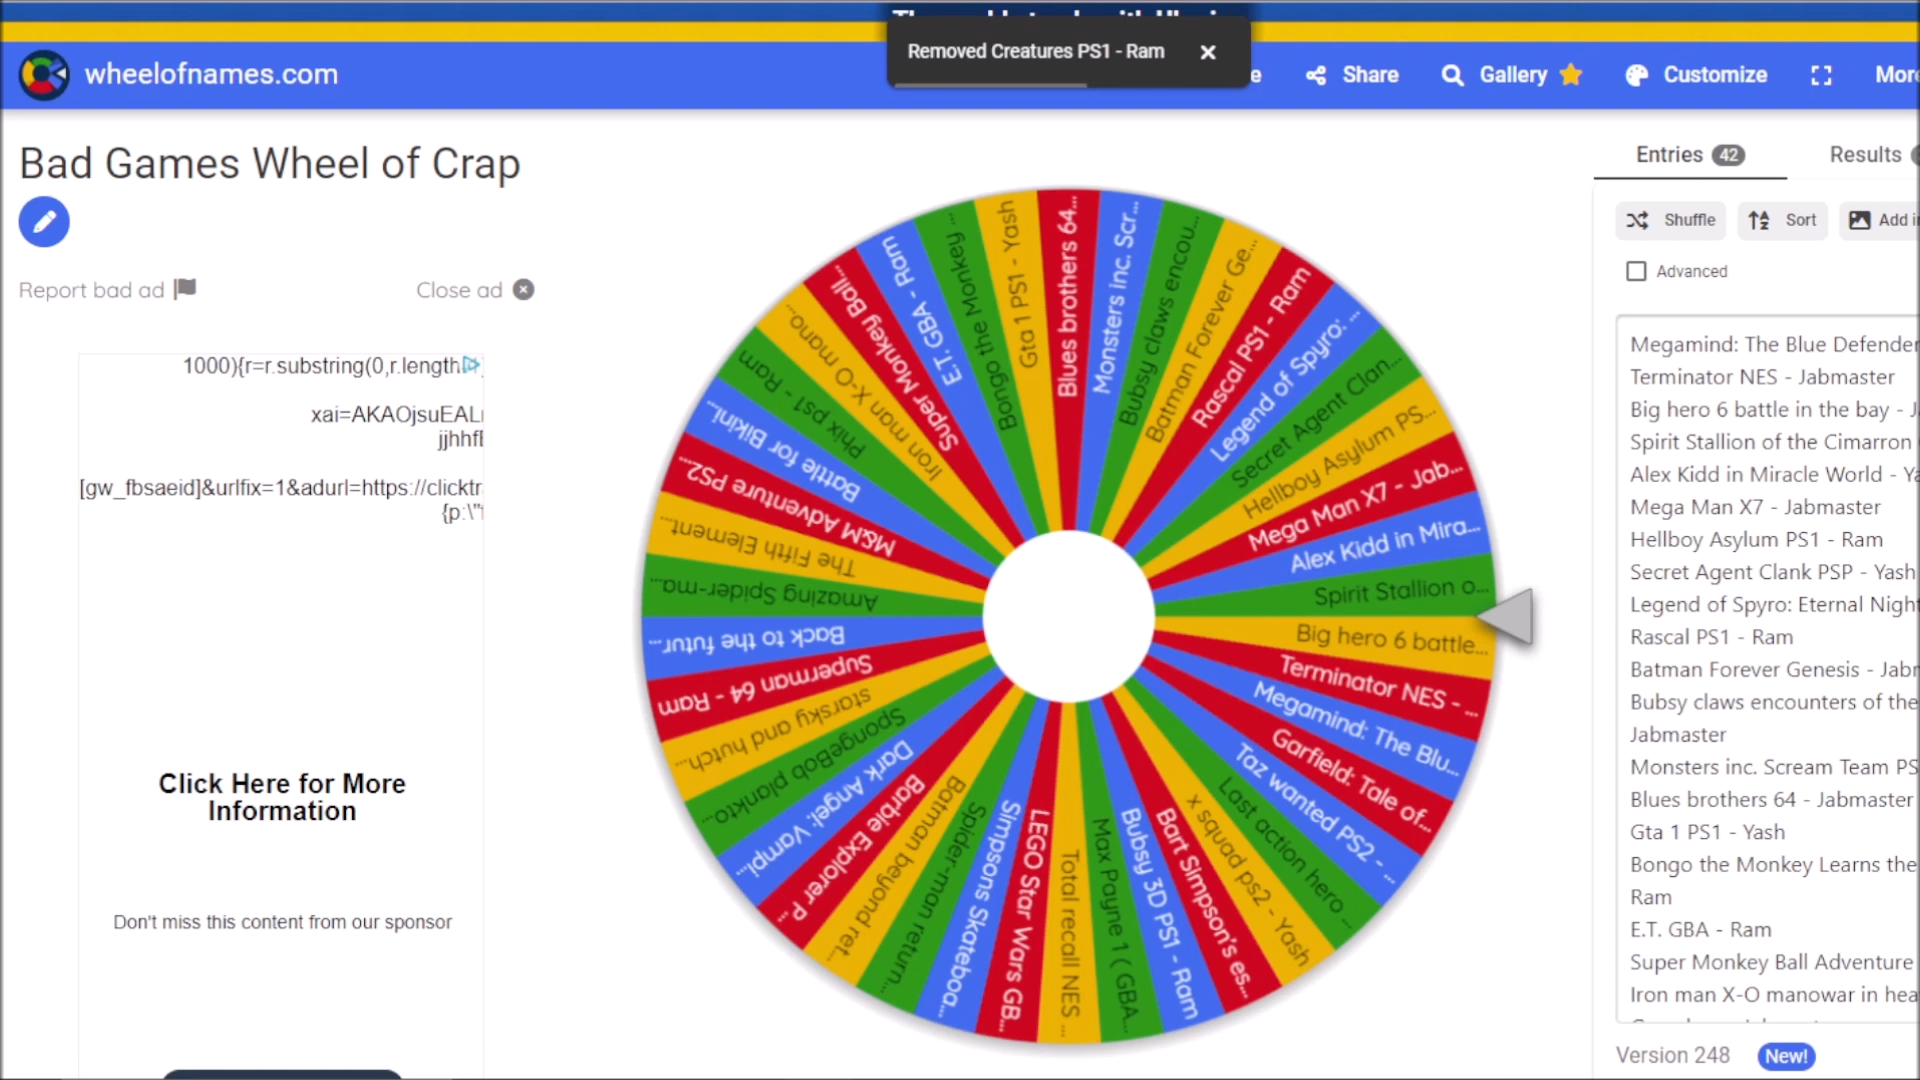 Removed Creatures PS1 - Ram
wheelofnames.com
Share
Gallery
Customize
Bad Games Wheel of Crap
Entries 42
Results
Shuffle
Sort
Report bad ad
Close ad
Advanced
1000){r=r.substring(0,r.length
[gw_fbsaeid]&urlfix=1&adurl=https://clicktr
{p:\"
Click Here for More
Information
Don't miss this content from our sponsor
Blues brothers 64...
Monsters inc. Scr...
Bubsy claws encou...
Batman Forever Ge...
Rascal PS1 - Ram
Legend of Spyro: ...
Secret Agent Clan...
Hellboy Asylum PS...
Mega Man X7 - Jab...
Alex Kidd in Mira...
Spirit Stallion o...
Big hero 6 battle...
Terminator NES - ...
Megamind: The Blu...
Garfield: Tale of...
Taz wanted PS2 - ...
Last action hero ...
x squad ps2 - Yash
Bart Simpson's es...
Bubsy 3D PS1 - Ram
Max Payne 1 ( GBA...
Total recall NES ...
LEGO Star Wars GB...
Simpsons Skateboa...
Spider-man return...
Batman beyond ret...
Barbie Explorer P...
Dark Angel: Vampi...
SpongeBob plankto...
starsky and hutch...
Superman 64 - Ram
Back to the futur...
Amazing Spider-ma...
The Fifth Element...
M&M Adventure PS2...
Battle for Bikini...
Phix ps1 - Ram
Iron man X-O mano...
Super Monkey Ball...
E.T. GBA - Ram
Bongo the Monkey ...
Gta 1 PS1 - Yash
Megamind: The Blue Defender
Terminator NES - Jabmaster
Big hero 6 battle in the bay - J
Spirit Stallion of the Cimarron
Alex Kidd in Miracle World - Ya
Mega Man X7 - Jabmaster
Hellboy Asylum PS1 - Ram
Secret Agent Clank PSP - Yash
Legend of Spyro: Eternal Night
Rascal PS1 - Ram
Batman Forever Genesis - Jabm
Bubsy claws encounters of the
Jabmaster
Monsters inc. Scream Team PS
Blues brothers 64 - Jabmaster
Gta 1 PS1 - Yash
Bongo the Monkey Learns the
Ram
E.T. GBA - Ram
Super Monkey Ball Adventure
Iron man X-O manowar in hea
Version 248
New!